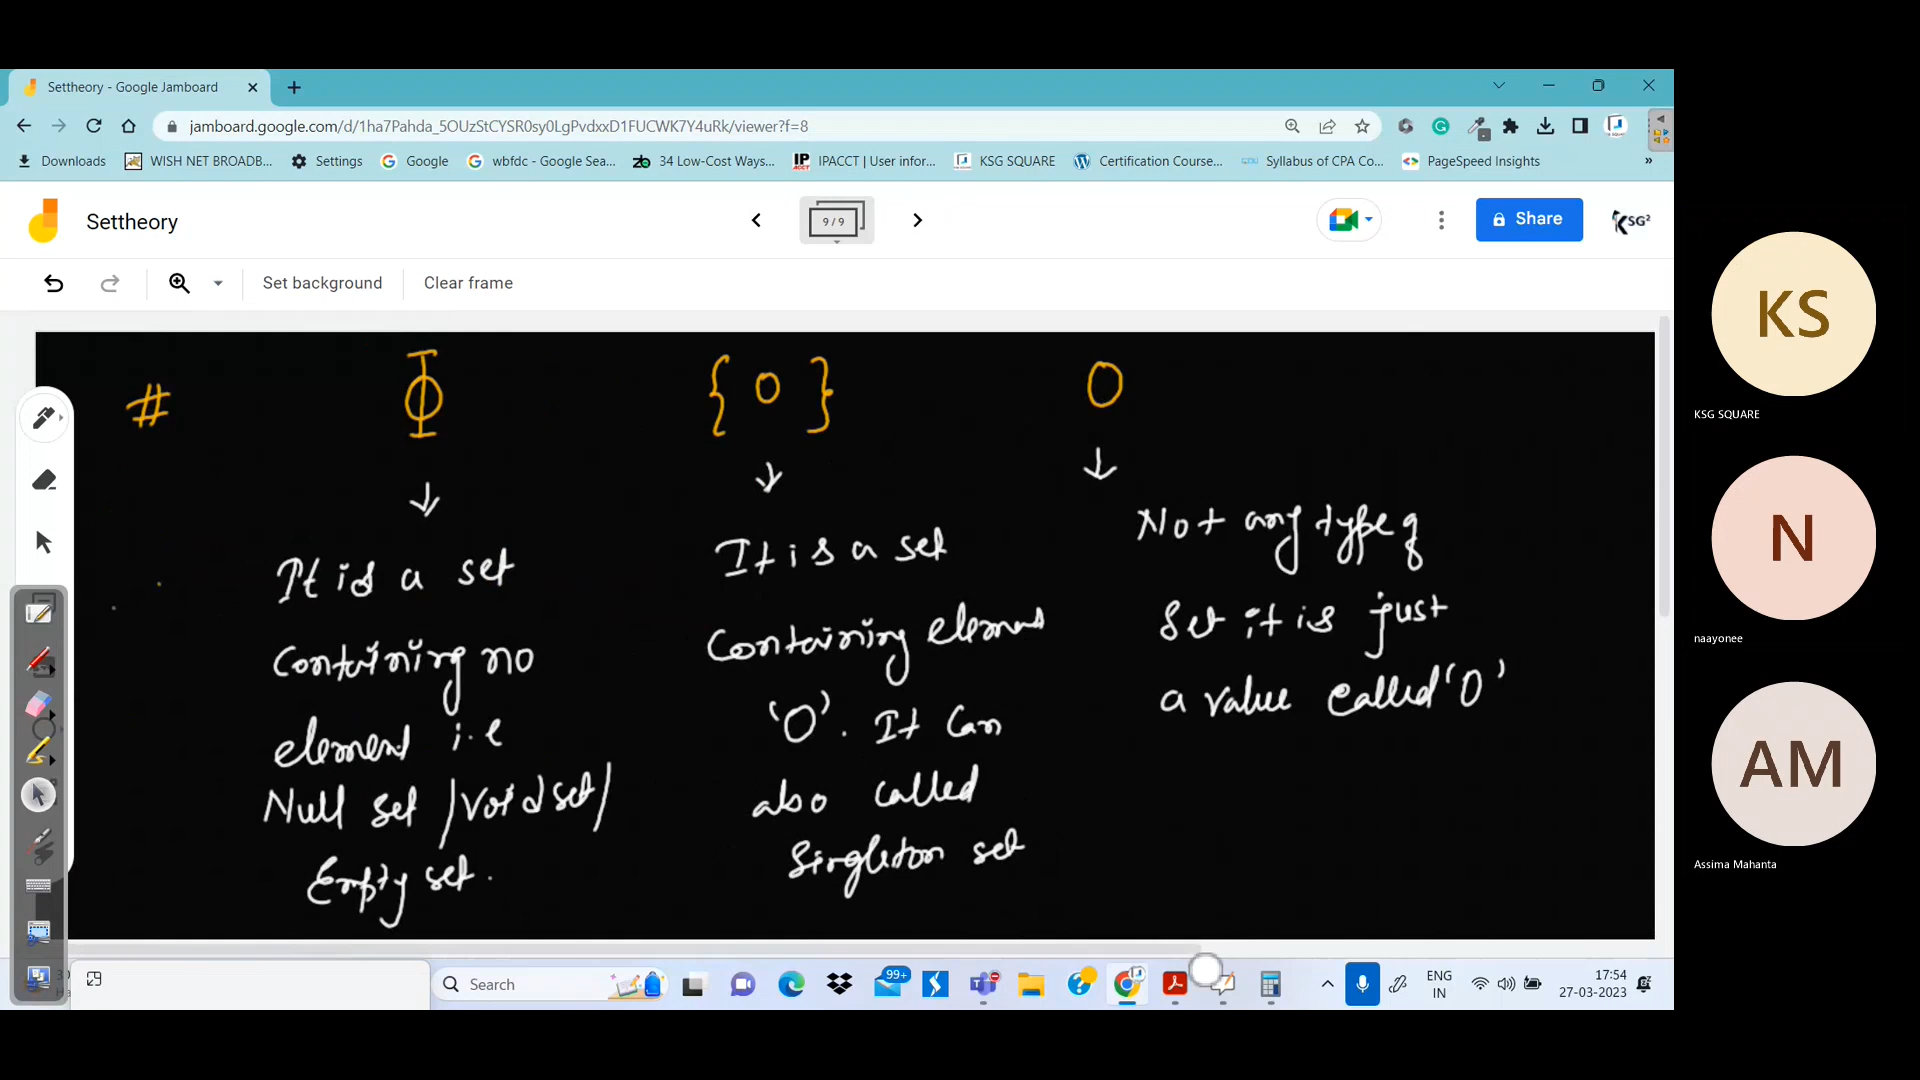 Settheory - Google Jamboard
jamboard.google.com/d/1ha7Pahda_5OUzStCYSR0sy0LgPvdxxD1FUCWK7Y4uRk/viewer?f=8
Downloads WISH NET BROADB... Settings Google wbfdc - Google Sea... 34 Low-Cost Ways... IPACCT | User infor... KSG SQUARE Certification Course... Syllabus of CPA Co... PageSpeed Insights »
Settheory
9 / 9
Share
KSG²
Set background Clear frame
# Φ { 0 } 0
It is a set
containing no
element i.e
Null set / Void set /
Empty set.
It is a set
Containing element
'0'. It can
also called
Singleton set
Not any type of
Set it is just
a value called '0'
KS
KSG SQUARE
N
naayonee
AM
Assima Mahanta
Search
99+
ENG
IN
17:54
27-03-2023